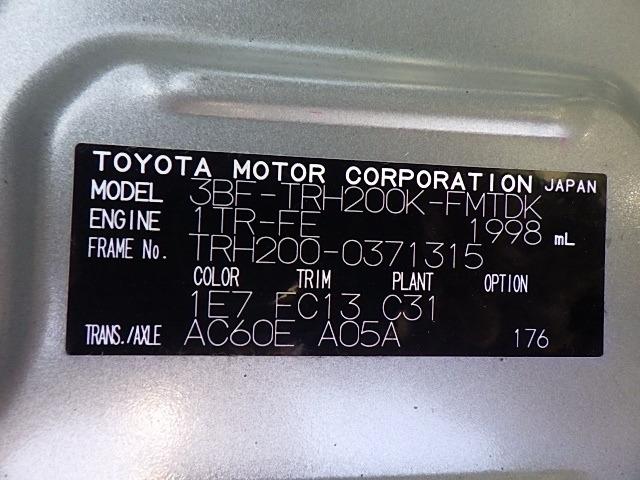 TOYOTA MOTOR CORPORATION JAPAN
MODEL 3BF-TRH200K-FMTDK
ENGINE 1TR-FE 1998 mL
FRAME No. TRH200-0371315
COLOR TRIM PLANT OPTION
1E7 FC13 C31
TRANS./AXLE AC60E A05A 176